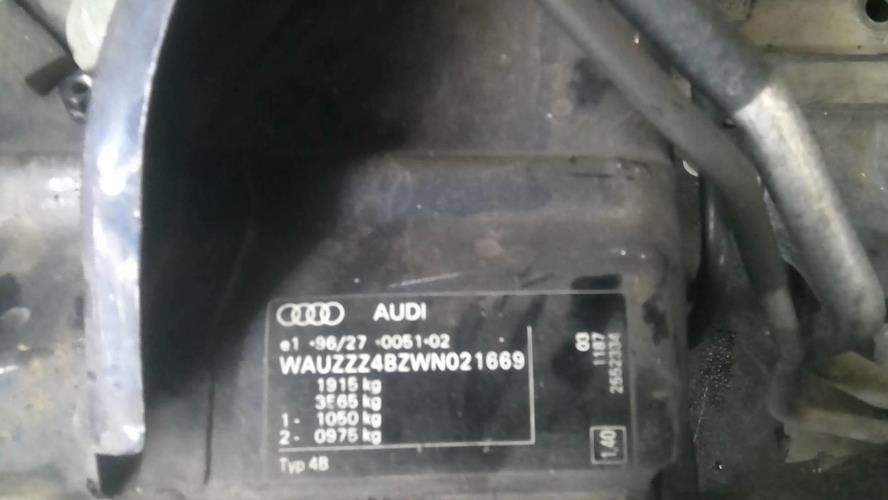 AUDI
e1 *96/27 *0051*02
WAUZZZ4BZWN021669
1915 kg
3565 kg
1- 1050 kg
2- 0975 kg
Typ 4B
03
1187
2552334
1,40